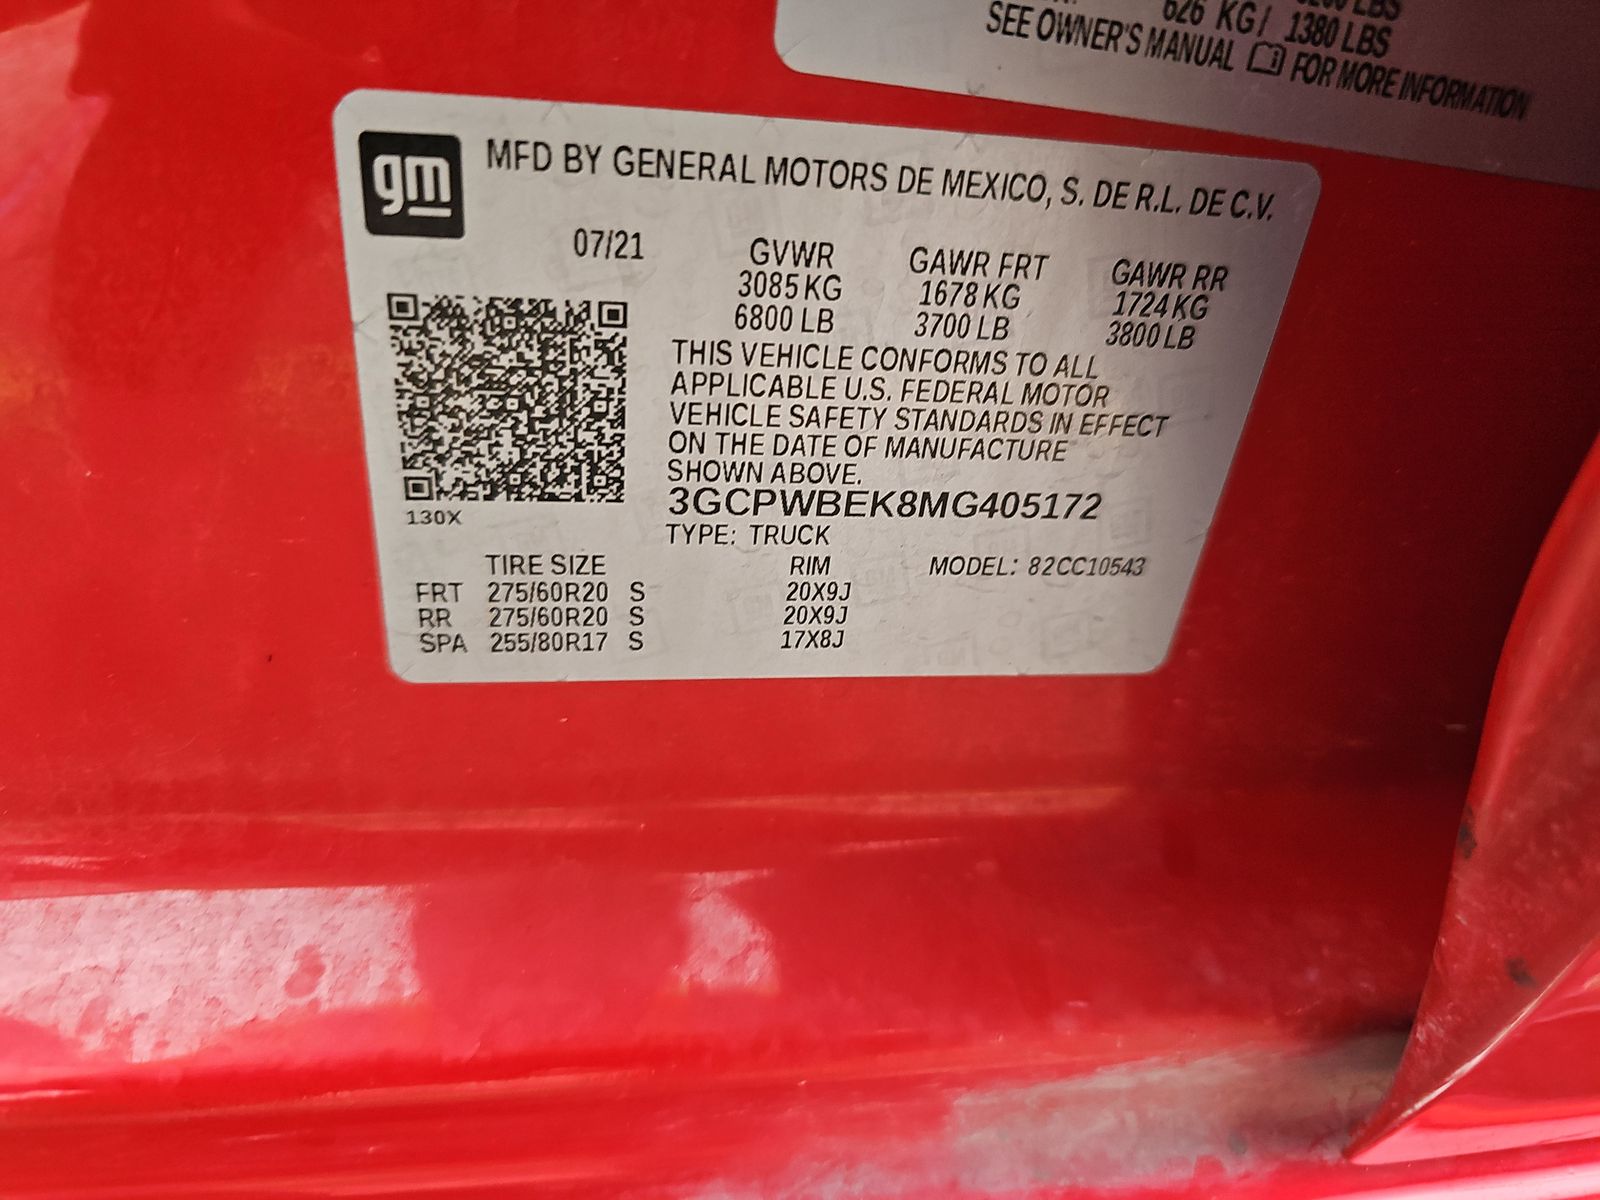 LBS
626 KG/ 1380 LBS
SEE OWNER'S MANUAL FOR MORE INFORMATION
gm
MFD BY GENERAL MOTORS DE MEXICO, S. DE R.L. DE C.V.
07/21 GVWR GAWR FRT GAWR RR
3085 KG 1678 KG 1724 KG
6800 LB 3700 LB 3800 LB
THIS VEHICLE CONFORMS TO ALL
APPLICABLE U.S. FEDERAL MOTOR
VEHICLE SAFETY STANDARDS IN EFFECT
ON THE DATE OF MANUFACTURE
SHOWN ABOVE.
3GCPWBEK8MG405172
130X
TYPE: TRUCK
TIRE SIZE RIM MODEL: 82CC10543
FRT 275/60R20 S 20X9J
RR 275/60R20 S 20X9J
SPA 255/80R17 S 17X8J